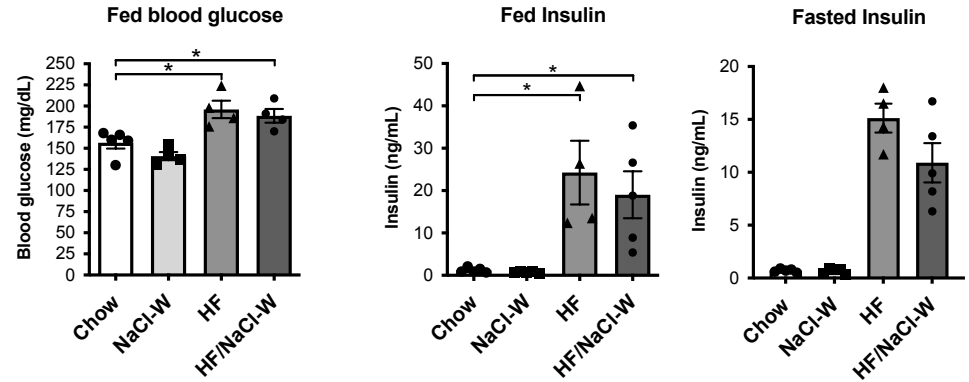 Fed blood glucose
*
*
Blood glucose (mg/dL)
250
225
200
175
150
125
100
75
50
25
0
Chow
NaCl-W
HF
HF/NaCl-W
Fed Insulin
*
*
Insulin (ng/mL)
50
40
30
20
10
0
Chow
NaCl-W
HF
HF/NaCl-W
Fasted Insulin
Insulin (ng/mL)
20
15
10
5
0
Chow
NaCl-W
HF
HF/NaCl-W